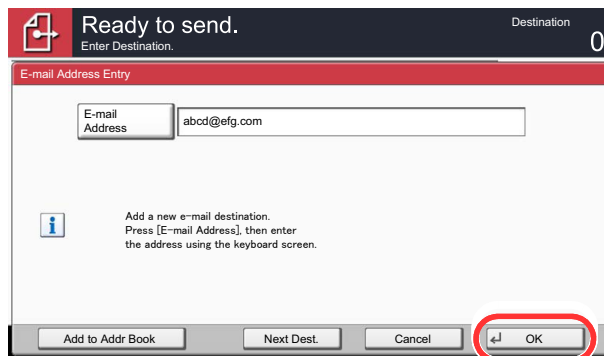 Ready to send.
Destination
Enter Destination.
0
E-mail Address Entry
E-mail
Address
abcd@efg.com
Add a new e-mail destination.
Press [E-mail Address], then enter
the address using the keyboard screen.
Add to Addr Book
Next Dest.
Cancel
OK